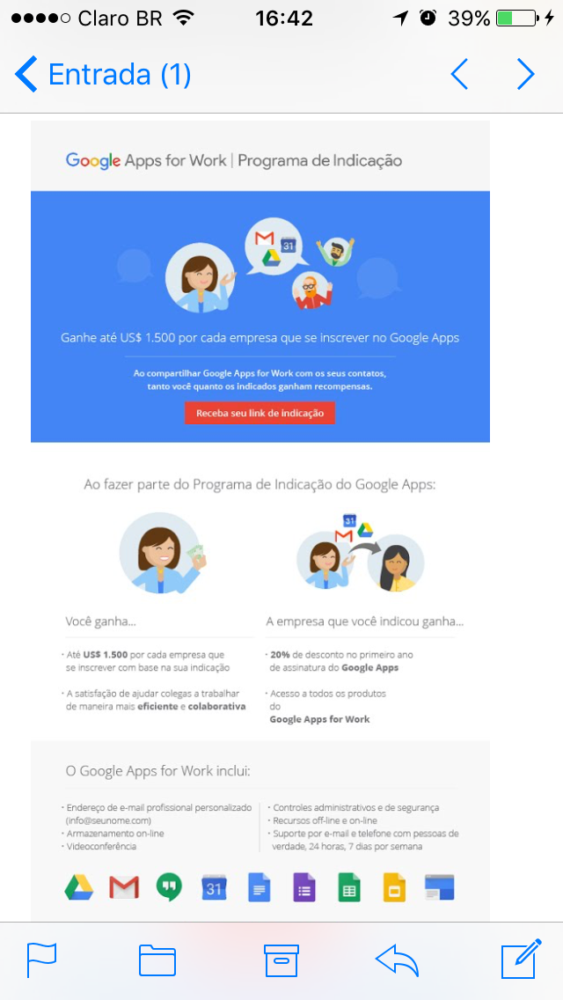 Claro BR 16:42 39%
Entrada (1)
Google Apps for Work | Programa de Indicação
31
Ganhe até US$ 1.500 por cada empresa que se inscrever no Google Apps
Ao compartilhar Google Apps for Work com os seus contatos,
tanto você quanto os indicados ganham recompensas.
Receba seu link de indicação
Ao fazer parte do Programa de Indicação do Google Apps:
31
Você ganha...
· Até US$ 1.500 por cada empresa que
se inscrever com base na sua indicação
· A satisfação de ajudar colegas a trabalhar
de maneira mais eficiente e colaborativa
A empresa que você indicou ganha...
· 20% de desconto no primeiro ano
de assinatura do Google Apps
· Acesso a todos os produtos
do
Google Apps for Work
O Google Apps for Work inclui:
· Endereço de e-mail profissional personalizado
(info@seunome.com)
· Armazenamento on-line
· Videoconferência
· Controles administrativos e de segurança
· Recursos off-line e on-line
· Suporte por e-mail e telefone com pessoas de
verdade, 24 horas, 7 dias por semana
31